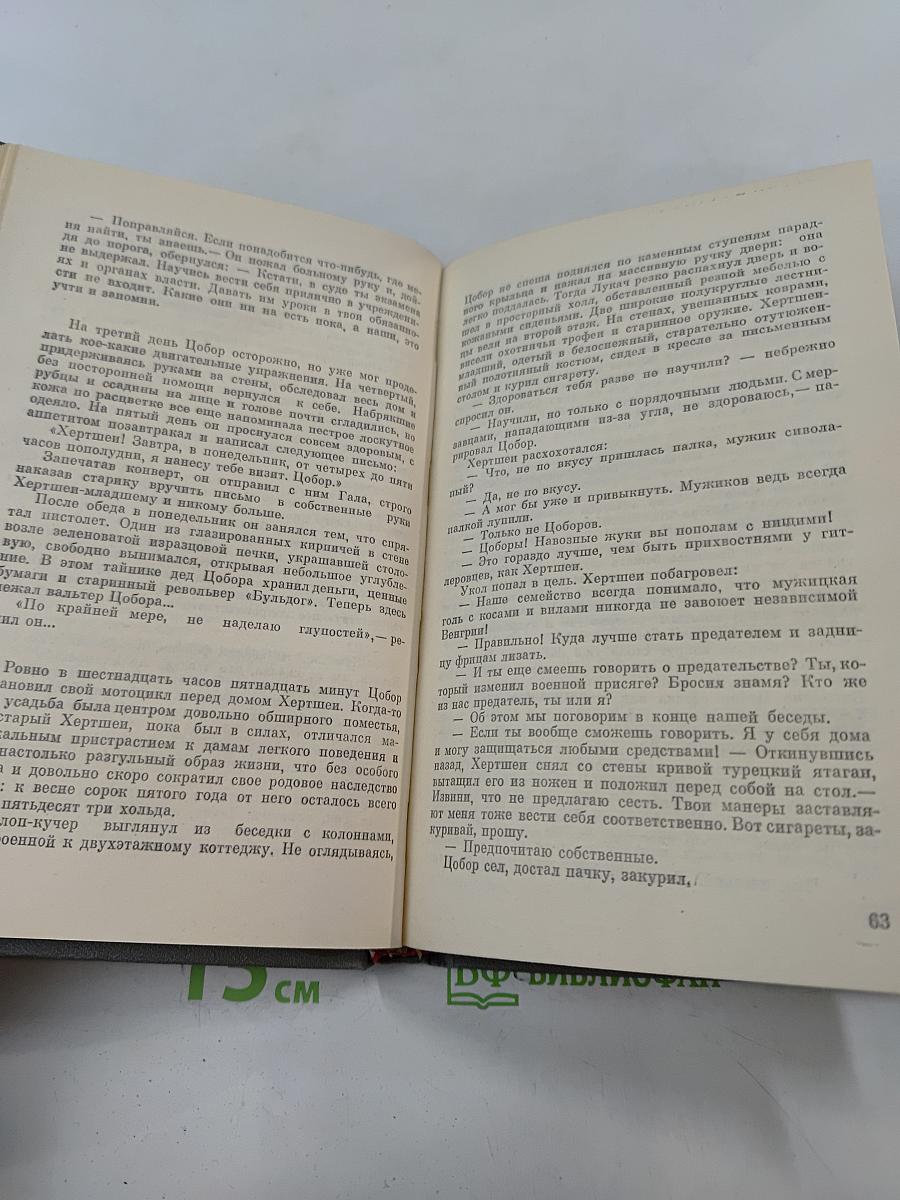 — Поправляйся. Если понадобится что-нибудь, где ме-
ня найти, ты знаешь.— Он пожал больному руку и, дой-
дя до порога, обернулся: — Кстати, в суде ты экзамена
не выдержал. Научись вести себя прилично в учреждени-
ях и органах власти. Давать им уроки в твои обязанно-
сти не входит. Какие они ни на есть пока, а наши, это
учти и запомни.
На третий день Цобор осторожно, но уже мог проде-
лать кое-какие двигательные упражнения. На четвертый,
придерживаясь руками за стены, обследовал весь дом и
без посторонней помощи вернулся к себе. Набрякшие
рубцы и ссадины на лице и голове почти сгладились, но
кожа по расцветке все еще напоминала пестрое лоскутное
одеяло. На пятый день он проснулся совсем здоровым, с
аппетитом позавтракал и написал следующее письмо:
«Хертшеи! Завтра, в понедельник, от четырех до пяти
часов пополудни, я нанесу тебе визит. Цобор.»
Запечатав конверт, он отправил с ним Гала, строго
наказав старику вручить письмо в собственные руки
Хертшеи-младшему и никому больше.
После обеда в понедельник он занялся тем, что спря-
тал пистолет. Один из глазированных кирпичей в стене
возле зеленоватой изразцовой печки, украшавшей столо-
вую, свободно вынимался, открывая небольшое углубле-
ние. В этом тайнике дед Цобора хранил деньги, ценные
бумаги и старинный револьвер «Бульдог». Теперь здесь
лежал вальтер Цобора...
«По крайней мере, не наделаю глупостей»,— ре-
ил он...
Ровно в шестнадцать часов пятнадцать минут Цобор
ановил свой мотоцикл перед домом Хертшеи. Когда-то
усадьба была центром довольно обширного поместья,
старый Хертшеи, пока был в силах, отличался ма-
кальным пристрастием к дамам легкого поведения и
настолько разгульный образ жизни, что без особого
а и довольно скоро сократил свое родовое наследство
: к весне сорок пятого года от него осталось всего
пятьдесят три хольда.
лоп-кучер выглянул из беседки с колоннами,
роенной к двухэтажному коттеджу. Не оглядываясь,
Цобор не спеша поднялся по каменным ступеням парад-
ного крыльца и нажал на массивную ручку двери: она
легко подалась. Тогда Лукач резко распахнул дверь и во-
шел в просторный холл, обставленный резной мебелью с
кожаными сиденьями. Две широкие полукруглые лестни-
цы вели на второй этаж. На стенах, увешанных коврами,
висели охотничьи трофеи и старинное оружие. Хертшеи-
младший, одетый в белоснежный, старательно отутюжен-
ный полотняный костюм, сидел в кресле за письменным
столом и курил сигарету.
— Здороваться тебя разве не научили? — небрежно
спросил он.
— Научили, но только с порядочными людьми. С мер-
завцами, нападающими из-за угла, не здороваюсь,— па-
рировал Цобор.
Хертшеи расхохотался:
— Что, не по вкусу пришлась палка, мужик сивола-
пый?
— Да, не по вкусу.
— А мог бы уже и привыкнуть. Мужиков ведь всегда
палкой лупили.
— Только не Цоборов.
— Цоборы! Навозные жуки вы пополам с нищими!
— Это гораздо лучше, чем быть прихвостнями у гит-
леровцев, как Хертшеи.
Укол попал в цель. Хертшеи побагровел:
— Наше семейство всегда понимало, что мужицкая
голь с косами и вилами никогда не завоюет независимой
Венгрии!
— Правильно! Куда лучше стать предателем и задни-
цу фрицам лизать.
— И ты еще смеешь говорить о предательстве? Ты, ко-
торый изменил военной присяге? Бросил знамя? Кто же
из нас предатель, ты или я?
— Об этом мы поговорим в конце нашей беседы.
— Если ты вообще сможешь говорить. Я у себя дома
и могу защищаться любыми средствами! — Откинувшись
назад, Хертшеи снял со стены кривой турецкий ятаган,
вытащил его из ножен и положил перед собой на стол.—
Извини, что не предлагаю сесть. Твои манеры заставля-
ют меня тоже вести себя соответственно. Вот сигареты, за-
куривай, прошу.
— Предпочитаю собственные.
Цобор сел, достал пачку, закурил,
63
15 см
БФ БИБЛИОФАН